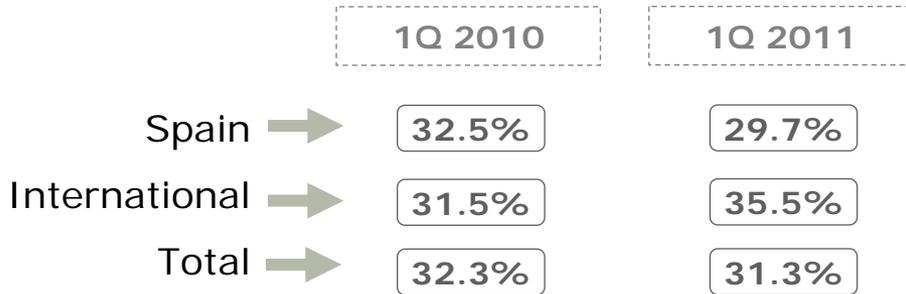 1Q 2010 1Q 2011
Spain 32.5% 29.7%
International 31.5% 35.5%
Total 32.3% 31.3%